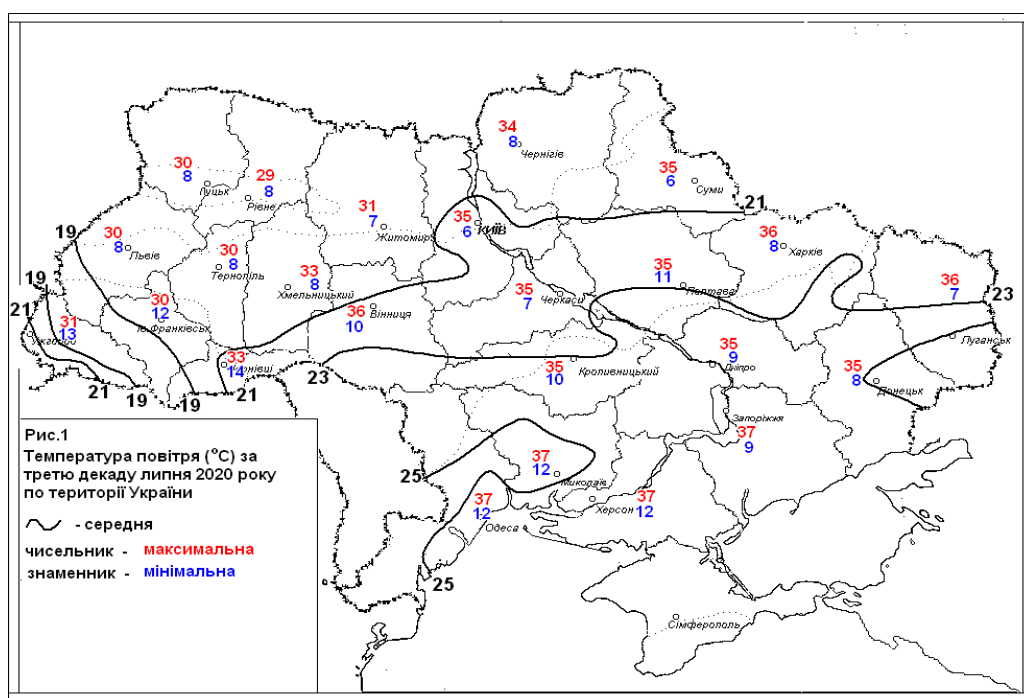 34
8
Чернігів
35
6
Суми
30
8
Луцьк
29
8
Рівне
31
7
Житомир
35
6
КИЇВ
21
36
8
Харків
19
30
8
Львів
30
8
Тернопіль
33
8
Хмельницький
36
10
Вінниця
35
7
Черкаси
35
11
Полтава
36
7
23
19
21
31
13
Ужгород
30
12
Ів.Франківськ
33
14
Чернівці
21
19
19
21
23
35
10
Кропивницький
35
9
Дніпро
35
8
Донецьк
Луганськ
Запоріжжя
37
9
25
37
12
Миколаїв
37
12
Одеса
37
12
Херсон
25
Сімферополь
Рис.1
Температура повітря (°С) за
третю декаду липня 2020 року
по території України
- середня
чисельник - максимальна
знаменник - мінімальна